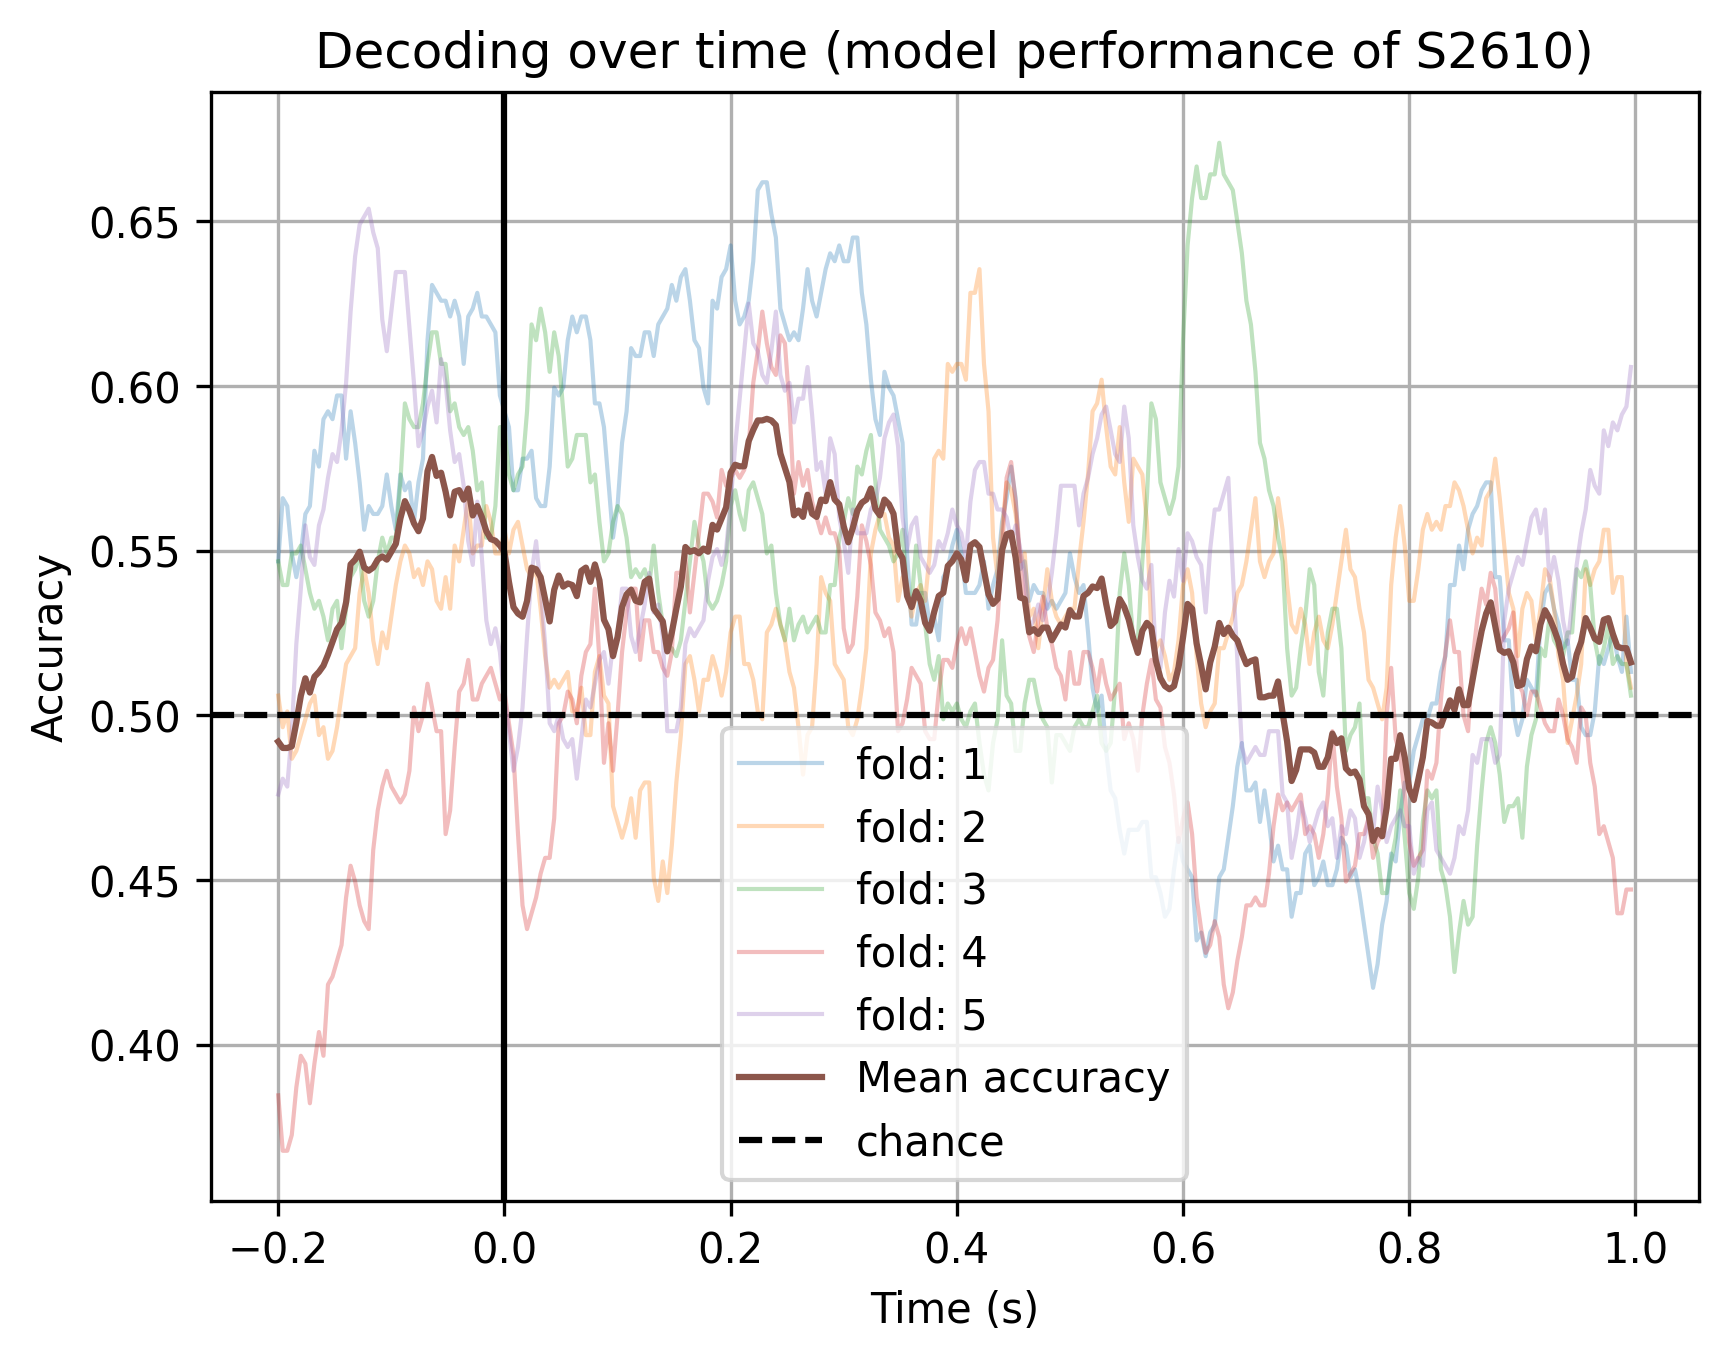 Decoding over time (model performance of S2610)
Accuracy
0.65
0.60
0.55
0.50
0.45
0.40
fold: 1
fold: 2
fold: 3
fold: 4
fold: 5
Mean accuracy
chance
−0.2
0.0
0.2
0.4
0.6
0.8
1.0
Time (s)